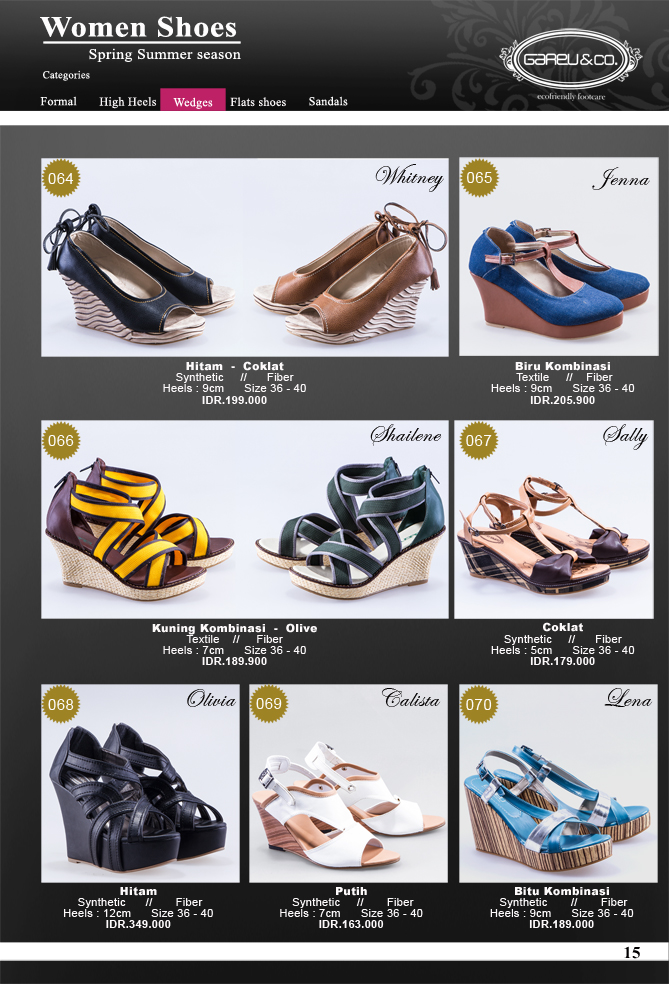 Women Shoes
Spring Summer season
Categories
Formal High Heels Wedges Flats shoes Sandals
GAREU & CO.
ecofriendly footcare
064 Whitney
065 Jenna
Hitam - Coklat
Synthetic // Fiber
Heels : 9cm Size 36 - 40
IDR.199.000
Biru Kombinasi
Textile // Fiber
Heels : 9cm Size 36 - 40
IDR.205.900
066 Shailene
067 Sally
Kuning Kombinasi - Olive
Textile // Fiber
Heels : 7cm Size 36 - 40
IDR.189.900
Coklat
Synthetic // Fiber
Heels : 5cm Size 36 - 40
IDR.179.000
068 Olivia
069 Calista
070 Lena
Hitam
Synthetic // Fiber
Heels : 12cm Size 36 - 40
IDR.349.000
Putih
Synthetic // Fiber
Heels : 7cm Size 36 - 40
IDR.163.000
Bitu Kombinasi
Synthetic // Fiber
Heels : 9cm Size 36 - 40
IDR.189.000
15